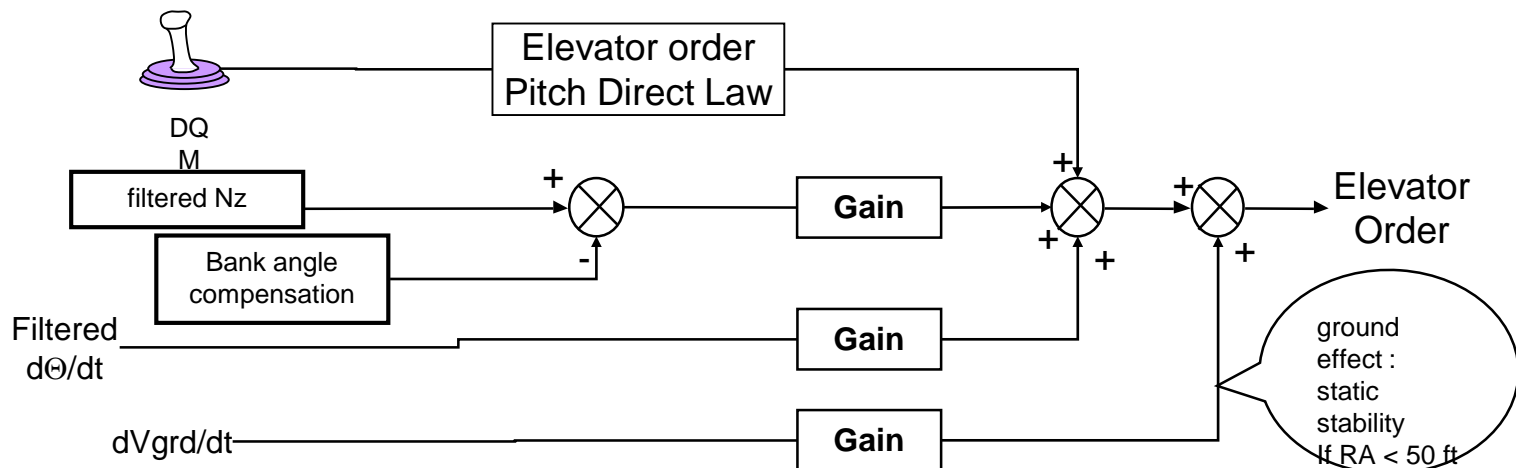 Elevator order
Pitch Direct Law
DQ
M
filtered Nz
+
-
Bank angle
compensation
Gain
+
+
+
+
+
Elevator
Order
Filtered
dΘ/dt
Gain
dVgrd/dt
Gain
ground
effect :
static
stability
If RA < 50 ft